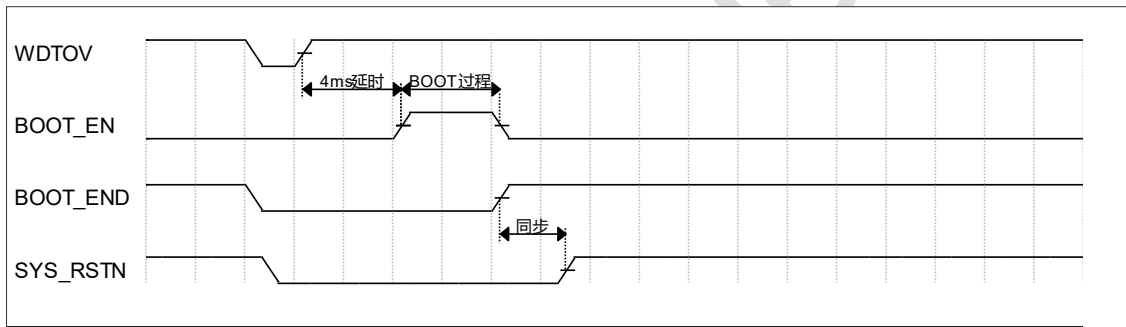 WDTOV
4ms延时 BOOT过程
BOOT_EN
BOOT_END
同步
SYS_RSTN